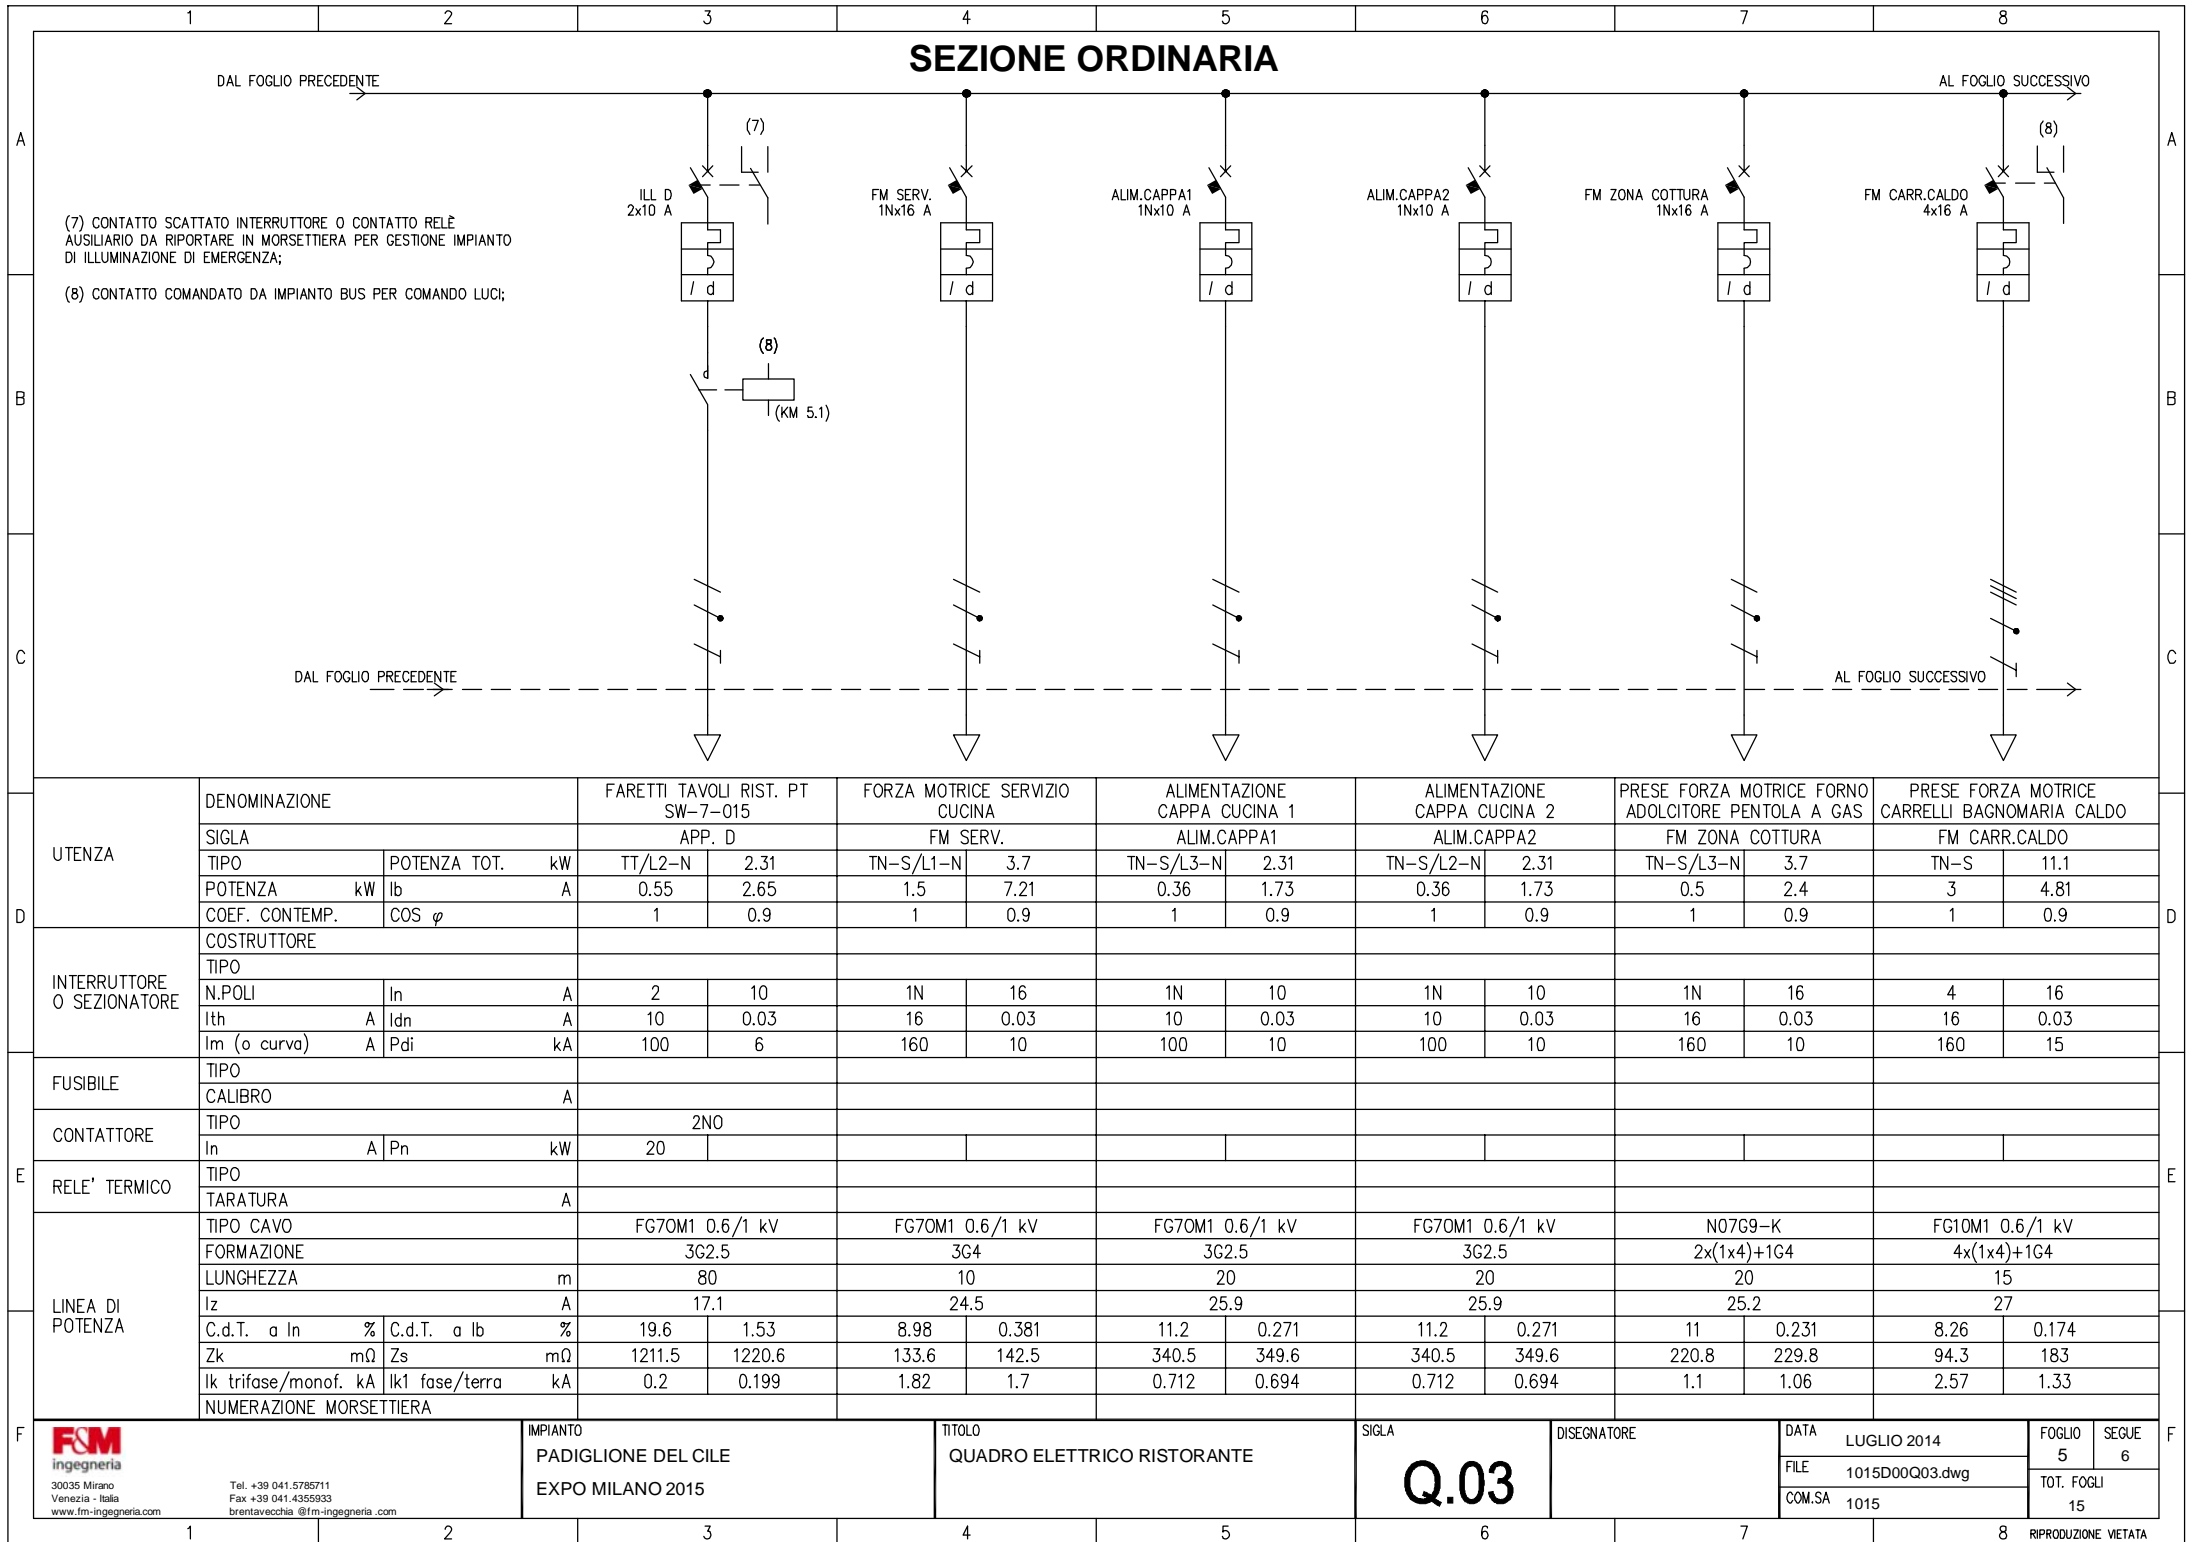 1 2 3 4 5 6 7 8
SEZIONE ORDINARIA
DAL FOGLIO PRECEDENTE
AL FOGLIO SUCCESSIVO
A A
(7)
(8)
ILL D
2x10 A
FM SERV.
1Nx16 A
ALIM.CAPPA1
1Nx10 A
ALIM.CAPPA2
1Nx10 A
FM ZONA COTTURA
1Nx16 A
FM CARR.CALDO
4x16 A
(7) CONTATTO SCATTATO INTERRUTTORE O CONTATTO RELÈ
AUSILIARIO DA RIPORTARE IN MORSETTIERA PER GESTIONE IMPIANTO
DI ILLUMINAZIONE DI EMERGENZA;
(8) CONTATTO COMANDATO DA IMPIANTO BUS PER COMANDO LUCI;
I d I d I d I d I d I d
(8)
(KM 5.1)
B B
C C
DAL FOGLIO PRECEDENTE
AL FOGLIO SUCCESSIVO
UTENZA
DENOMINAZIONE
FARETTI TAVOLI RIST. PT
SW-7-015
FORZA MOTRICE SERVIZIO
CUCINA
ALIMENTAZIONE
CAPPA CUCINA 1
ALIMENTAZIONE
CAPPA CUCINA 2
PRESE FORZA MOTRICE FORNO
ADOLCITORE PENTOLA A GAS
PRESE FORZA MOTRICE
CARRELLI BAGNOMARIA CALDO
SIGLA APP. D FM SERV. ALIM.CAPPA1 ALIM.CAPPA2 FM ZONA COTTURA FM CARR.CALDO
TIPO POTENZA TOT. kW TT/L2-N 2.31 TN-S/L1-N 3.7 TN-S/L3-N 2.31 TN-S/L2-N 2.31 TN-S/L3-N 3.7 TN-S 11.1
POTENZA kW Ib A 0.55 2.65 1.5 7.21 0.36 1.73 0.36 1.73 0.5 2.4 3 4.81
COEF. CONTEMP. COS φ 1 0.9 1 0.9 1 0.9 1 0.9 1 0.9 1 0.9
D D
INTERRUTTORE
O SEZIONATORE
COSTRUTTORE
TIPO
N.POLI In A 2 10 1N 16 1N 10 1N 10 1N 16 4 16
Ith A Idn A 10 0.03 16 0.03 10 0.03 10 0.03 16 0.03 16 0.03
Im (o curva) A Pdi kA 100 6 160 10 100 10 100 10 160 10 160 15
FUSIBILE
TIPO
CALIBRO A
CONTATTORE
TIPO 2NO
In A Pn kW 20
E E
RELE' TERMICO
TIPO
TARATURA A
LINEA DI
POTENZA
TIPO CAVO FG7OM1 0.6/1 kV FG7OM1 0.6/1 kV FG7OM1 0.6/1 kV FG7OM1 0.6/1 kV N07G9-K FG10M1 0.6/1 kV
FORMAZIONE 3G2.5 3G4 3G2.5 3G2.5 2x(1x4)+1G4 4x(1x4)+1G4
LUNGHEZZA m 80 10 20 20 20 15
Iz A 17.1 24.5 25.9 25.9 25.2 27
C.d.T. a In % C.d.T. a Ib % 19.6 1.53 8.98 0.381 11.2 0.271 11.2 0.271 11 0.231 8.26 0.174
Zk mΩ Zs mΩ 1211.5 1220.6 133.6 142.5 340.5 349.6 340.5 349.6 220.8 229.8 94.3 183
Ik trifase/monof. kA Ik1 fase/terra kA 0.2 0.199 1.82 1.7 0.712 0.694 0.712 0.694 1.1 1.06 2.57 1.33
NUMERAZIONE MORSETTIERA
F F
F&M
ingegneria
30035 Mirano
Venezia - Italia
www.fm-ingegneria.com
Tel. +39 041.5785711
Fax +39 041.4355933
brentavecchia @fm-ingegneria .com
IMPIANTO
PADIGLIONE DEL CILE
EXPO MILANO 2015
TITOLO
QUADRO ELETTRICO RISTORANTE
SIGLA
Q.03
DISEGNATORE
DATA LUGLIO 2014
FILE 1015D00Q03.dwg
COM.SA 1015
FOGLIO
5
SEGUE
6
TOT. FOGLI
15
1 2 3 4 5 6 7 8
RIPRODUZIONE VIETATA